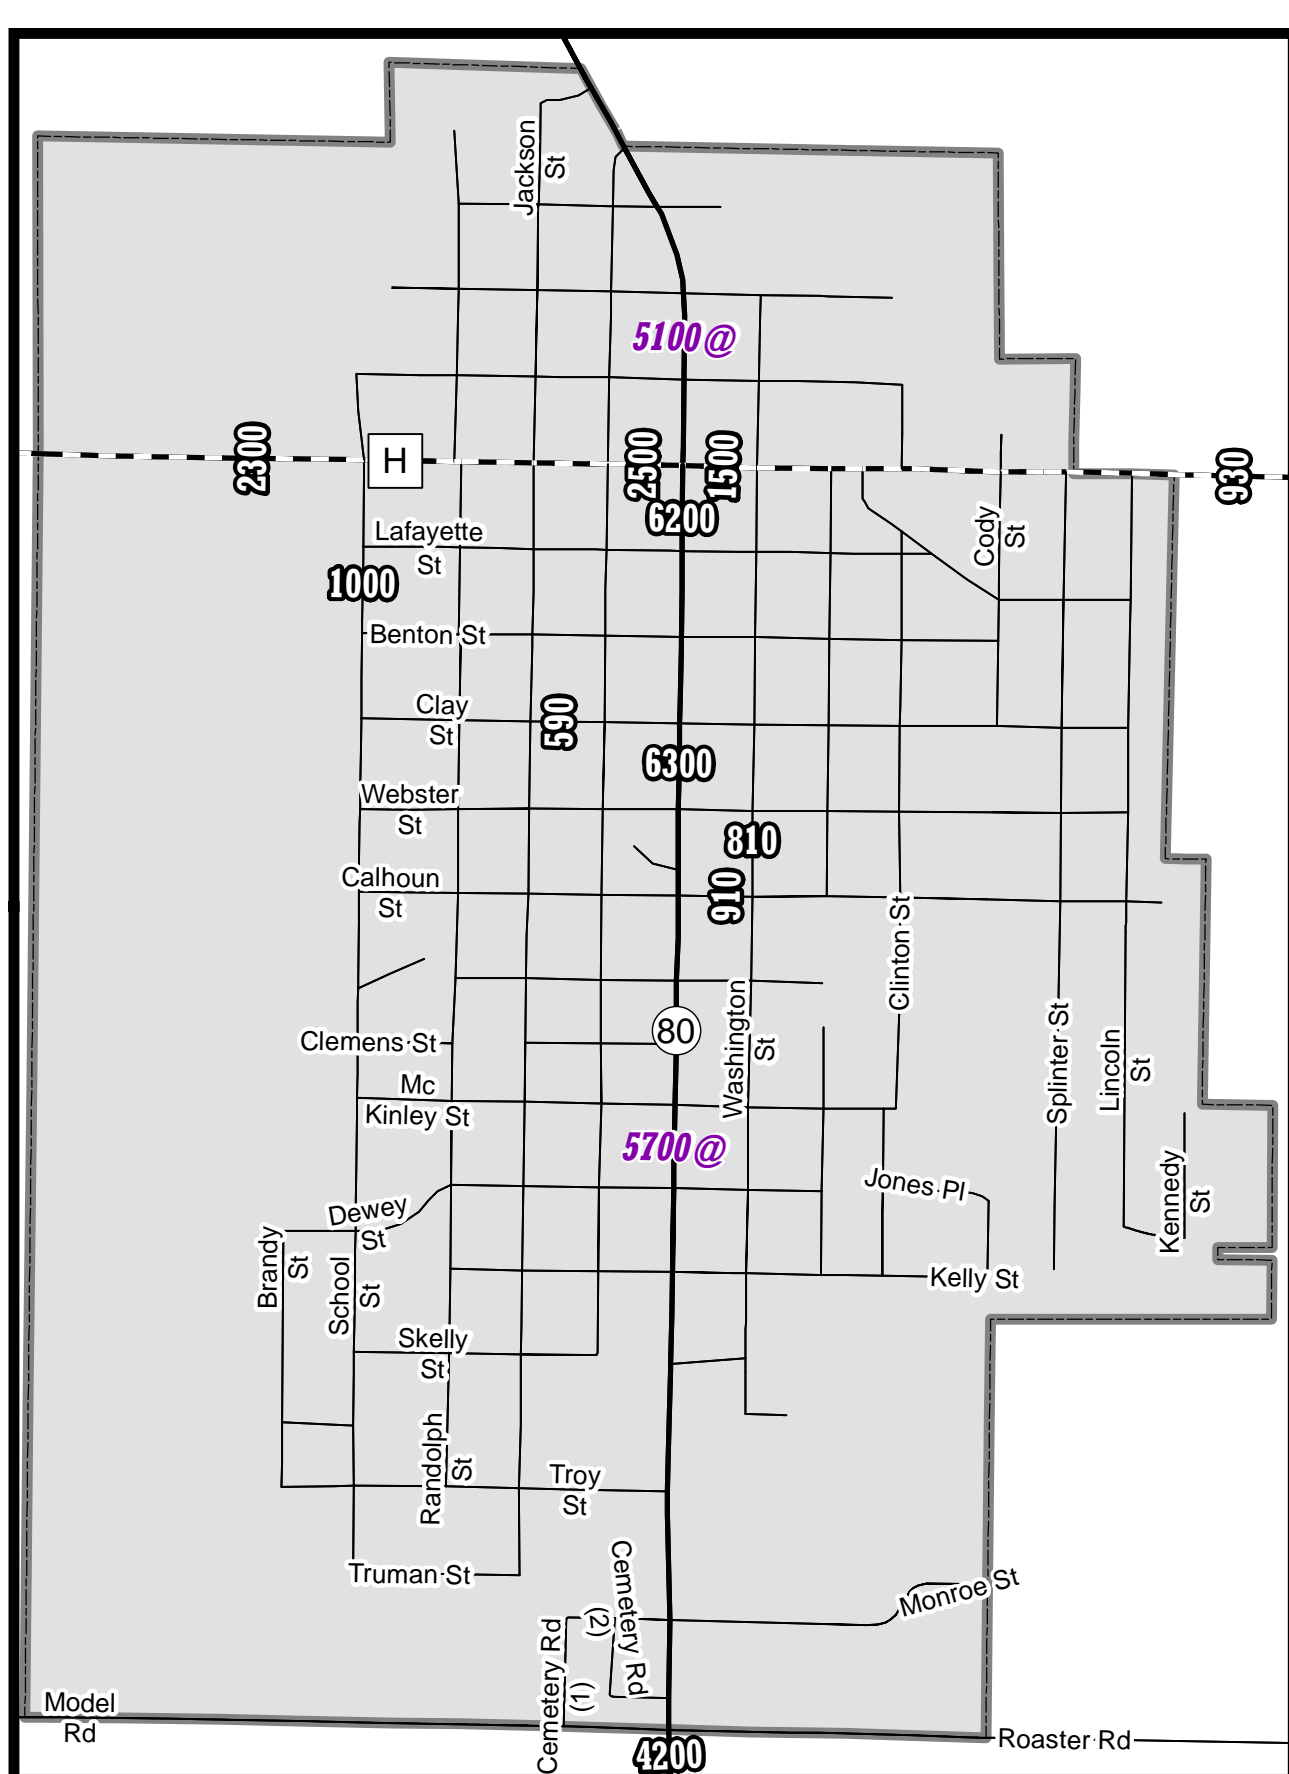 Jackson
St
5100 @
2300
H
2500
1500
930
6200
Lafayette
St
Cody
St
1000
Benton St
Clay
St
590
6300
Webster
St
810
Calhoun
St
910
Clinton St
Clemens St
80
Washington
St
Splinter St
Lincoln
St
Mc
Kinley St
5700 @
Jones Pl
Kennedy
St
Dewey
St
Brandy
St
School
St
Kelly St
Skelly
St
Randolph
St
Troy
St
Truman St
Cemetery Rd
(2)
Monroe St
Cemetery Rd
(1)
Model
Rd
Roaster Rd
4200